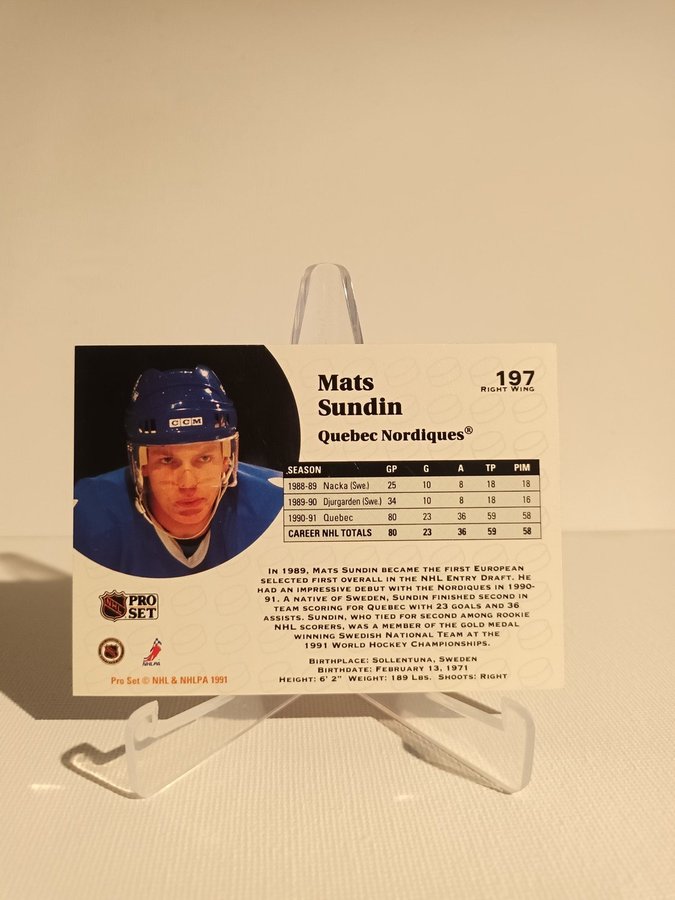 CCM
Mats
Sundin
Quebec Nordiques®
197
RIGHT WING
SEASON GP G A TP PIM
1988-89 Nacka (Swe.) 25 10 8 18 18
1989-90 Djurgarden (Swe.) 34 10 8 18 16
1990-91 Quebec 80 23 36 59 58
CAREER NHL TOTALS 80 23 36 59 58
IN 1989, MATS SUNDIN BECAME THE FIRST EUROPEAN
SELECTED FIRST OVERALL IN THE NHL ENTRY DRAFT. HE
HAD AN IMPRESSIVE DEBUT WITH THE NORDIQUES IN 1990-
91. A NATIVE OF SWEDEN, SUNDIN FINISHED SECOND IN
TEAM SCORING FOR QUEBEC WITH 23 GOALS AND 36
ASSISTS. SUNDIN, WHO TIED FOR SECOND AMONG ROOKIE
NHL SCORERS, WAS A MEMBER OF THE GOLD MEDAL
WINNING SWEDISH NATIONAL TEAM AT THE
1991 WORLD HOCKEY CHAMPIONSHIPS.
BIRTHPLACE: SOLLENTUNA, SWEDEN
BIRTHDATE: FEBRUARY 13, 1971
HEIGHT: 6' 2" WEIGHT: 189 LBS. SHOOTS: RIGHT
NHL PRO
SET
NHLPA
Pro Set © NHL & NHLPA 1991